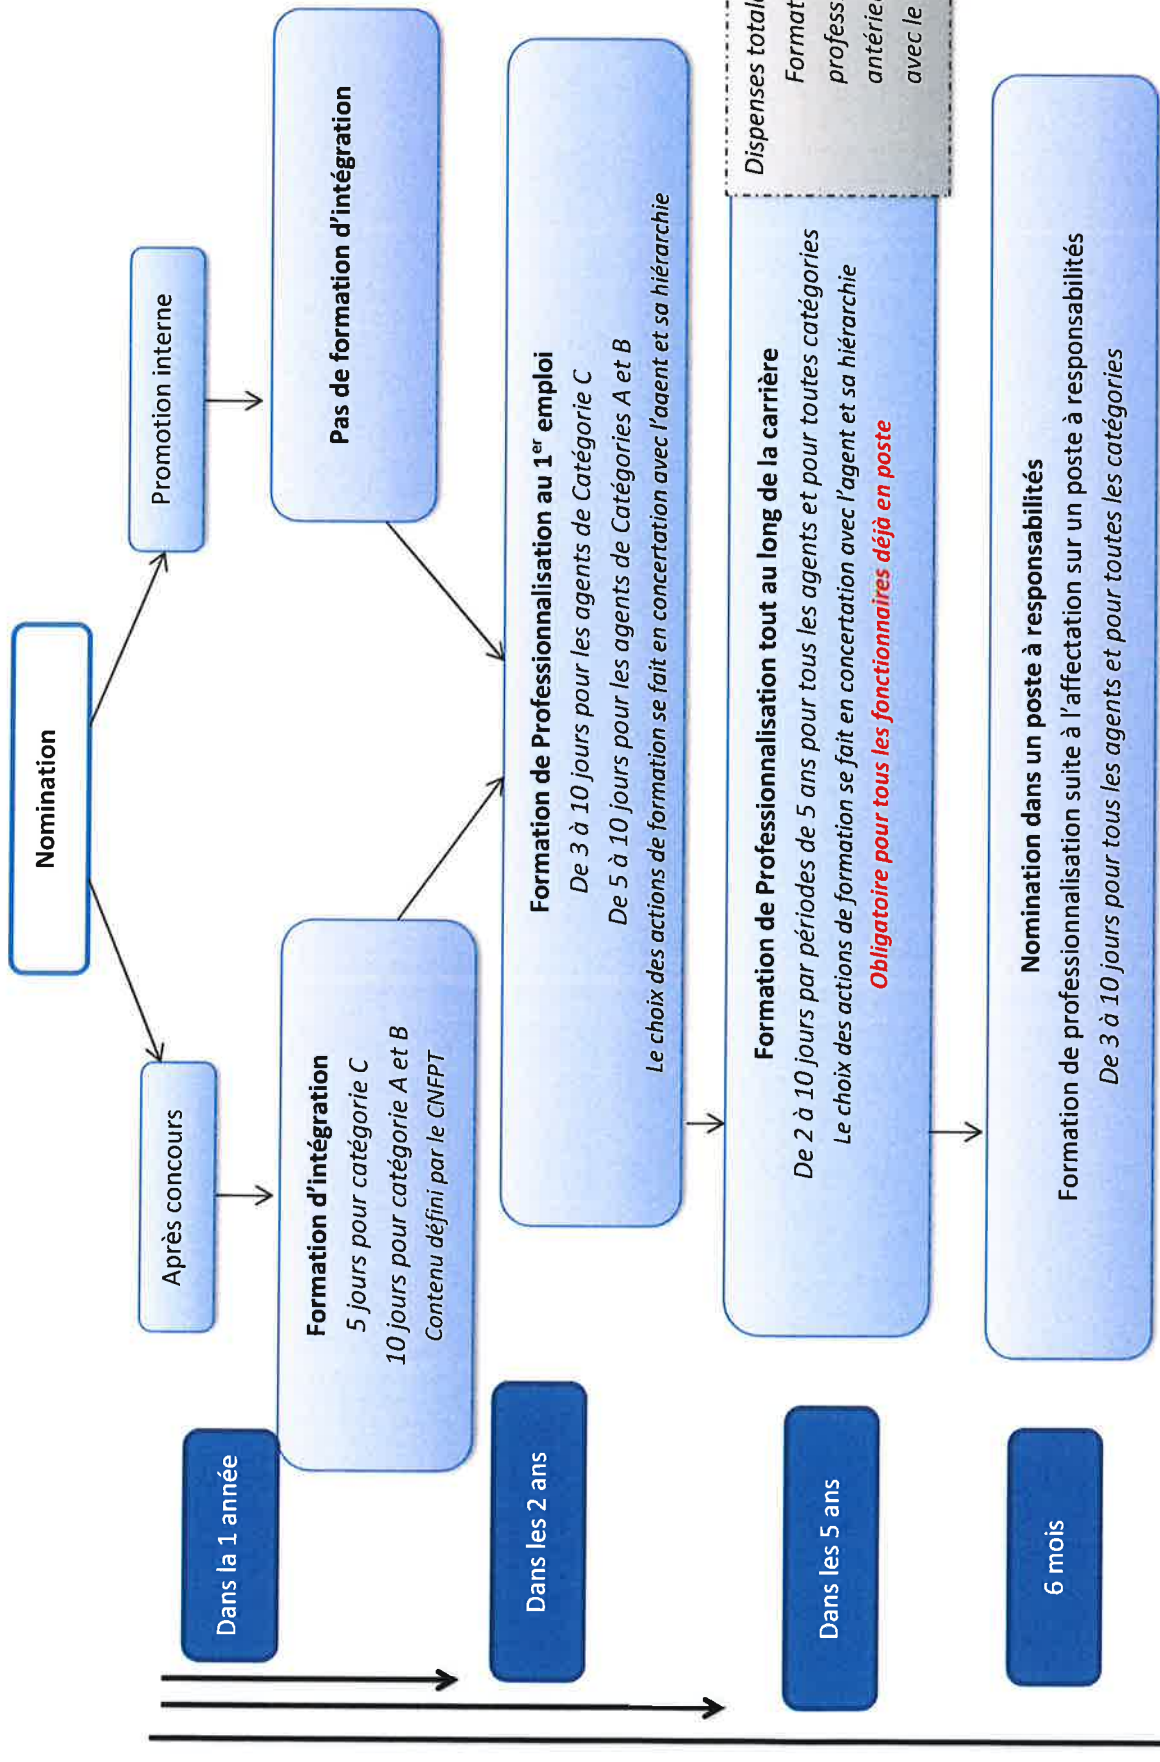 Nomination
Après concours
Promotion interne
Dans la 1 année
Formation d'intégration
5 jours pour catégorie C
10 jours pour catégorie A et B
Contenu défini par le CNFPT
Pas de formation d'intégration
Dans les 2 ans
Formation de Professionnalisation au 1er emploi
De 3 à 10 jours pour les agents de Catégorie C
De 5 à 10 jours pour les agents de Catégories A et B
Le choix des actions de formation se fait en concertation avec l'agent et sa hiérarchie
Dans les 5 ans
Formation de Professionnalisation tout au long de la carrière
De 2 à 10 jours par périodes de 5 ans pour tous les agents et pour toutes catégories
Le choix des actions de formation se fait en concertation avec l'agent et sa hiérarchie
Obligatoire pour tous les fonctionnaires déjà en poste
Dispenses
antérie
avec le
6 mois
Nomination dans un poste à responsabilités
Formation de professionnalisation suite à l'affectation sur un poste à responsabilités
De 3 à 10 jours pour tous les agents et pour toutes les catégories